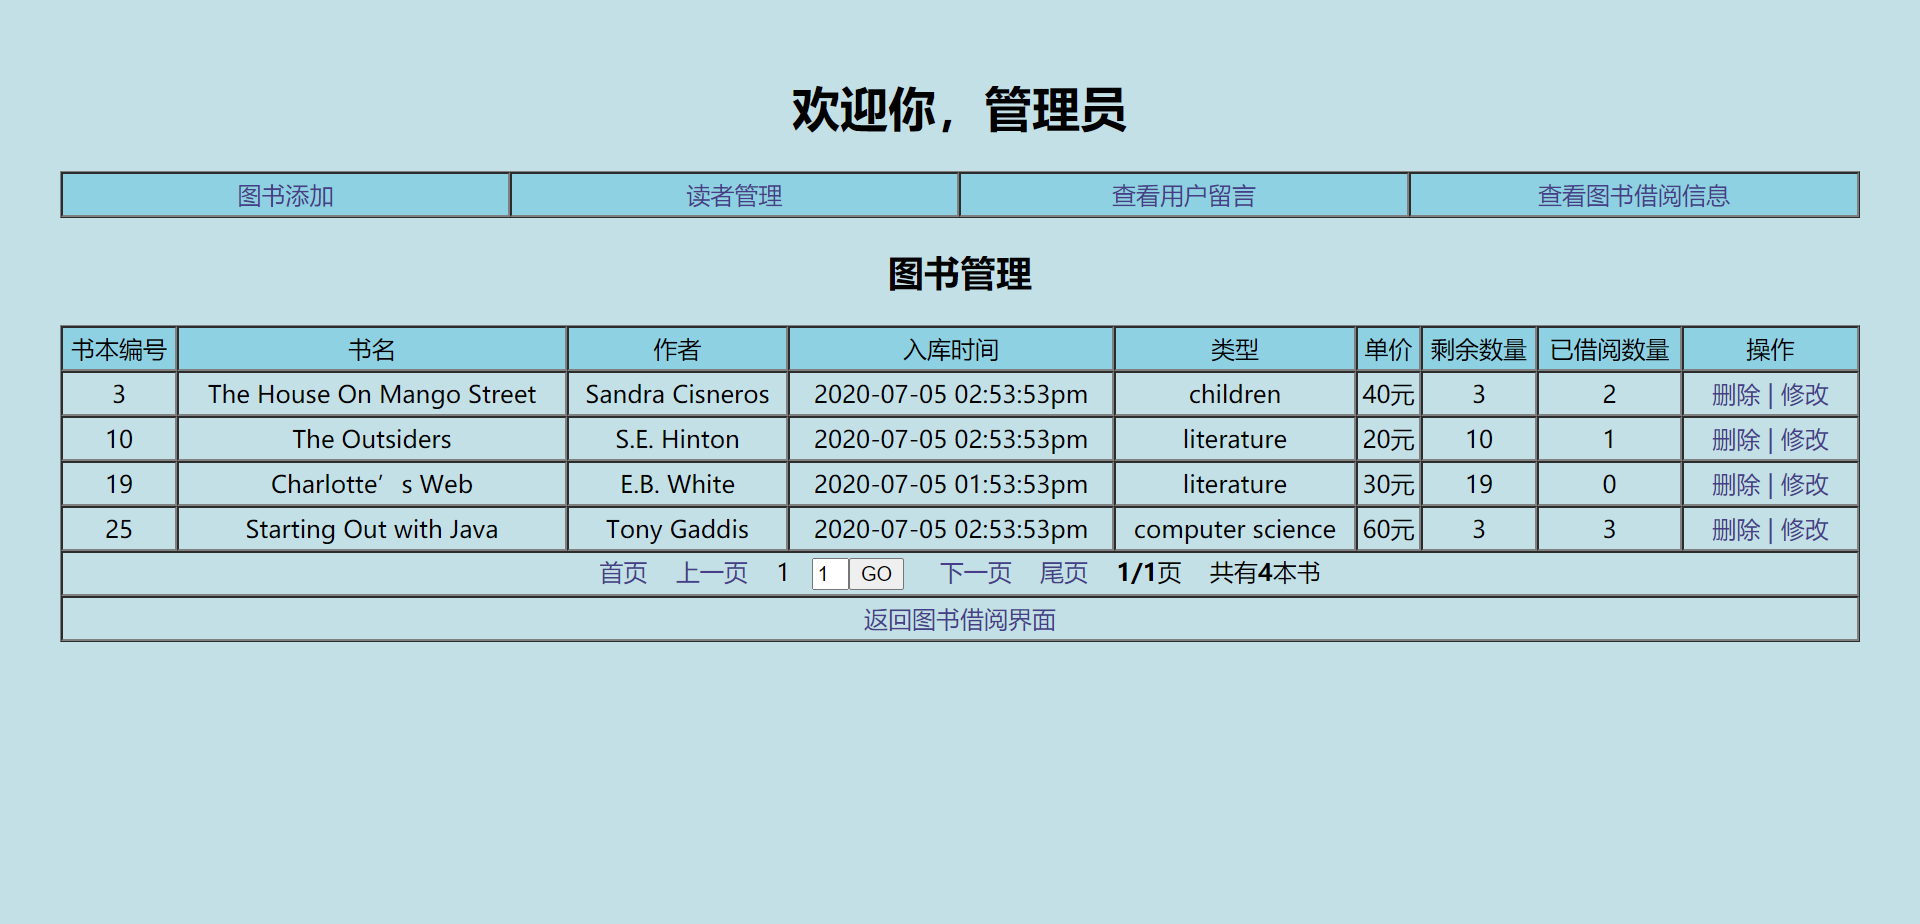 欢迎你，管理员
图书添加 读者管理 查看用户留言 查看图书借阅信息
图书管理
书本编号 书名 作者 入库时间 类型 单价 剩余数量 已借阅数量 操作
3 The House On Mango Street Sandra Cisneros 2020-07-05 02:53:53pm children 40元 3 2 删除 | 修改
10 The Outsiders S.E. Hinton 2020-07-05 02:53:53pm literature 20元 10 1 删除 | 修改
19 Charlotte’s Web E.B. White 2020-07-05 01:53:53pm literature 30元 19 0 删除 | 修改
25 Starting Out with Java Tony Gaddis 2020-07-05 02:53:53pm computer science 60元 3 3 删除 | 修改
首页 上一页 1 1 GO 下一页 尾页 1/1页 共有4本书
返回图书借阅界面